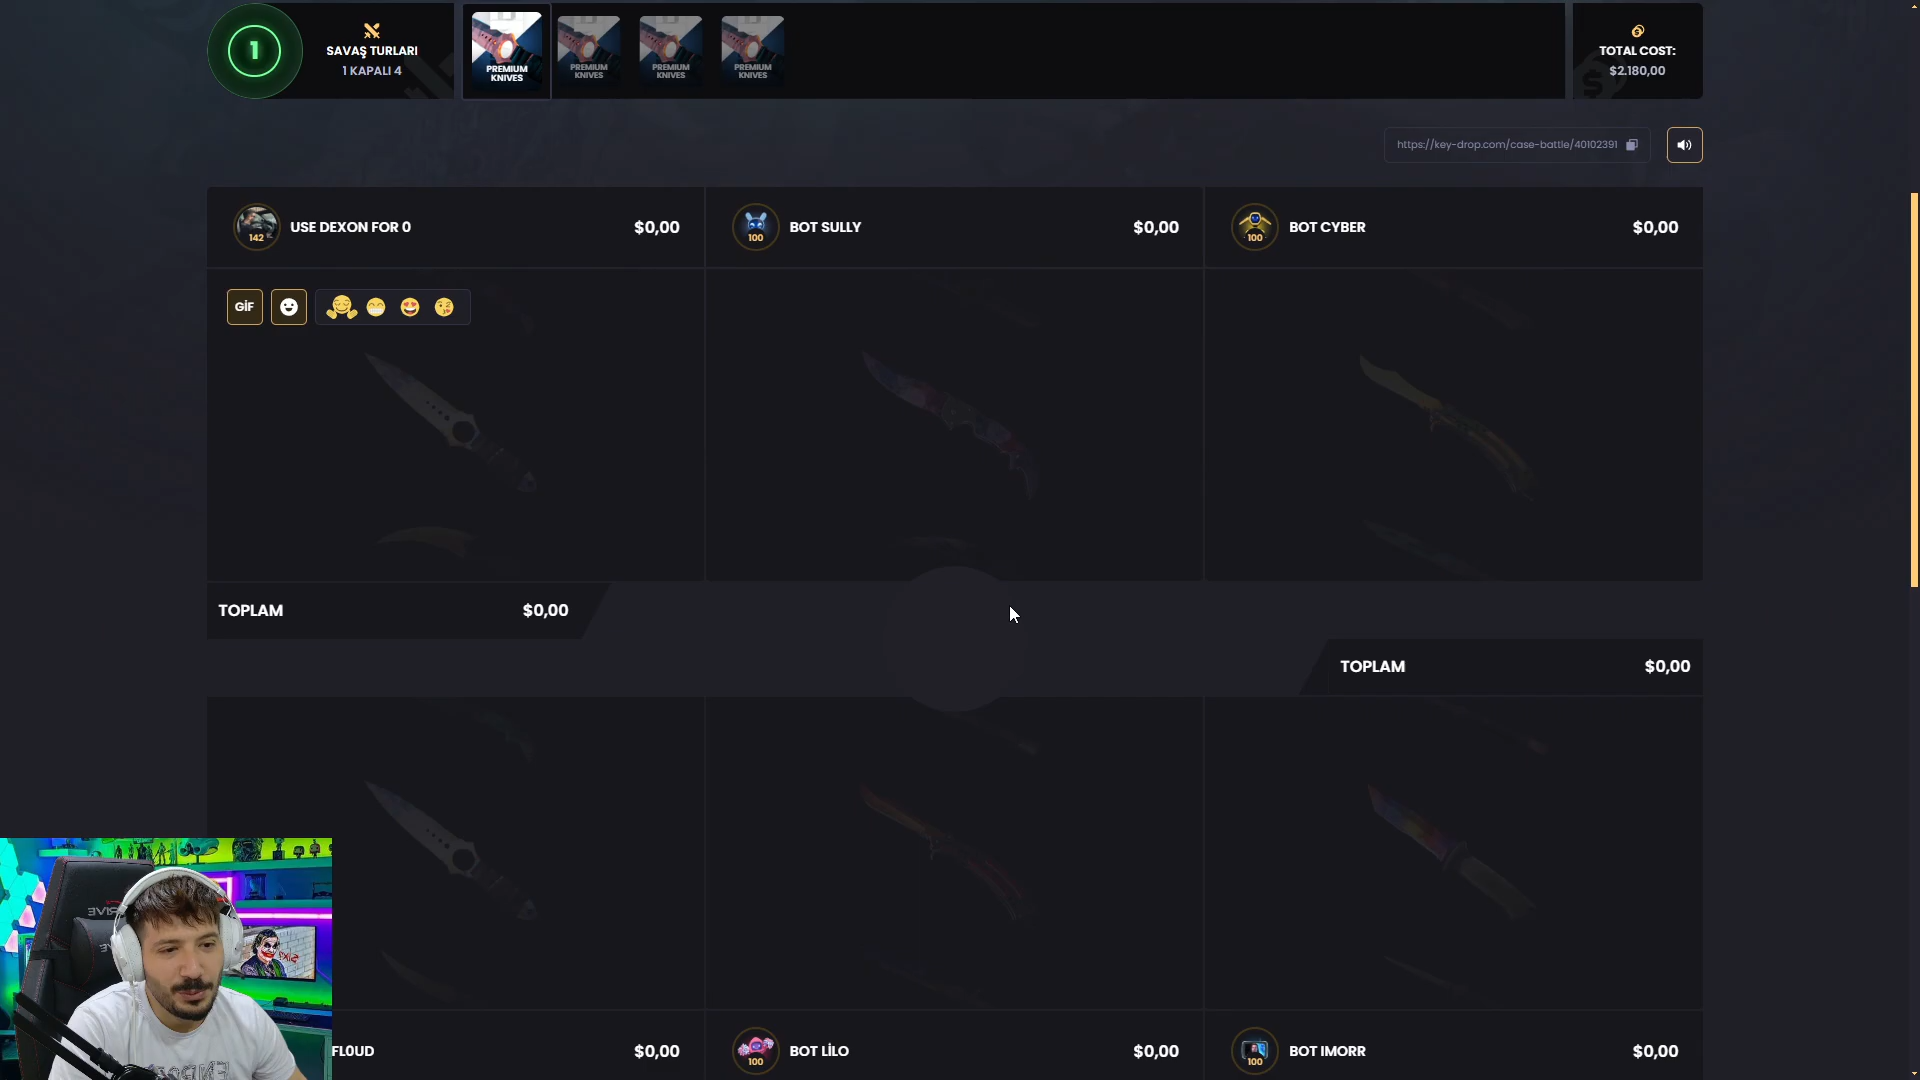 1
SAVAŞ TURLARI
1 KAPALI 4
PREMIUM
KNIVES
PREMIUM
KNIVES
PREMIUM
KNIVES
PREMIUM
KNIVES
TOTAL COST:
$2.180,00
https://key-drop.com/case-battle/40102391
142
USE DEXON FOR 0
$0,00
100
BOT SULLY
$0,00
100
BOT CYBER
$0,00
GİF
TOPLAM
$0,00
TOPLAM
$0,00
FL0UD
$0,00
100
BOT LİLO
$0,00
100
BOT IMORR
$0,00